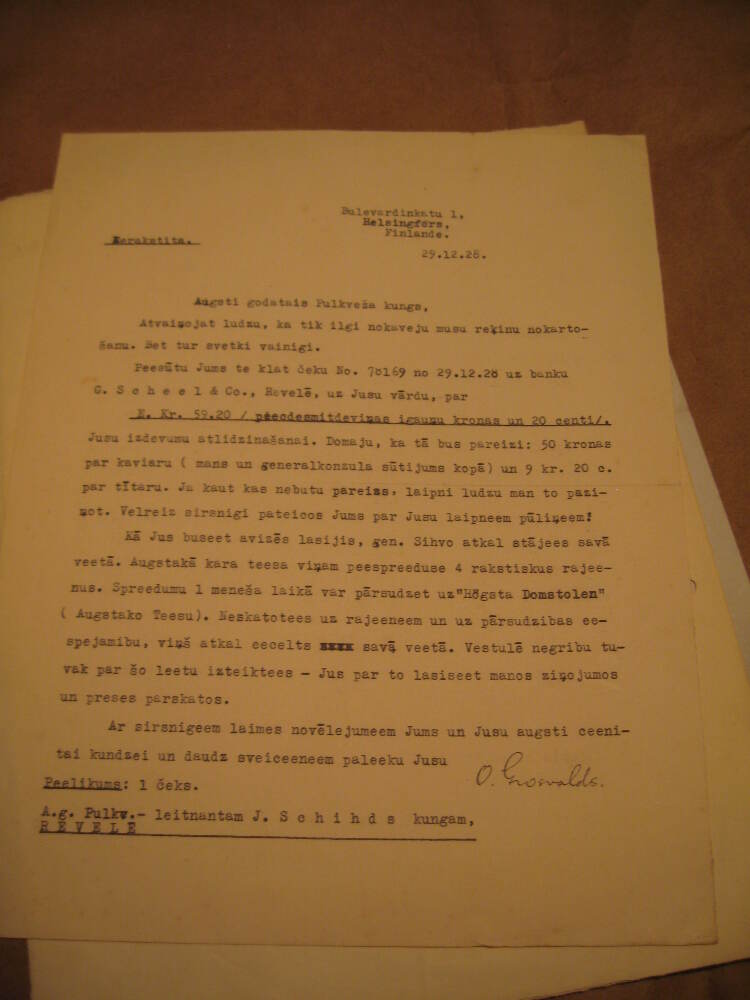 Bulevardinkatu 1,
Helsingfors,
Finlande.
Nerakstita.
29.12.28.
Augsti godatais Pulkveža kungs,
Atvaiņojat ludzu, ka tik ilgi nokaveju musu reķinu nokarto-
šanu. Bet tur svetki vainigi.
Peesūtu Jums te klat čeku No. 78169 no 29.12.28 uz banku
G. S c h e e l & Co., Revelē, uz Jusu vārdu, par
E. Kr. 59.20 / peecdesmitdeviņas igauņu kronas un 20 centi/.
Jusu izdevumu atlidzinašanai. Domaju, ka tā bus pareizi: 50 kronas
par kaviaru ( mans un ģeneralkonzula sūtijums kopā) un 9 kr. 20 c.
par tītaru. Ja kaut kas nebutu pareizs, laipni ludzu man to pazi-
ņot. Velreiz sirsnigi pateicos Jums par Jusu laipneem pūliņeem!
Kā Jus buseet avizēs lasijis, gen. Sihvo atkal stājees savā
veetā. Augstakā kara teesa viņam peespreeduse 4 rakstiskus rajee-
nus. Spreedumu 1 meneša laikā var pārsudzet uz "Högsta Domstolen"
( Augstako Teesu). Neskatotees uz rajeeneem un uz pārsudzibas ee-
spejamibu, viņš atkal eecelts xxxx savā veetā. Vestulē negribu tu-
vak par šo leetu izteiktees - Jus par to lasiseet manos ziņojumos
un preses parskatos.
Ar sirsnigeem laimes novēlejumeem Jums un Jusu augsti ceeni-
tai kundzei un daudz sveiceeneem paleeku Jusu
O. Grosvalds.
Peelikums: 1 čeks.
A.g. Pulkv.- leitnantam J. S c h i h d s kungam,
R E V E L E